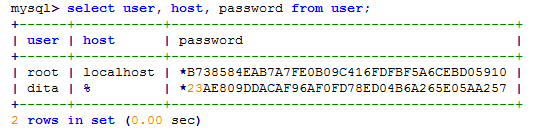 mysql> select user, host, password from user;
+------+-----------+-------------------------------------------+
| user | host      | password                                  |
+------+-----------+-------------------------------------------+
| root | localhost | *B738584EAB7A7FE0B09C416FDFBF5A6CEBD05910 |
| dita | %         | *23AE809DDACAF96AF0FD78ED04B6A265E05AA257 |
+------+-----------+-------------------------------------------+
2 rows in set (0.00 sec)